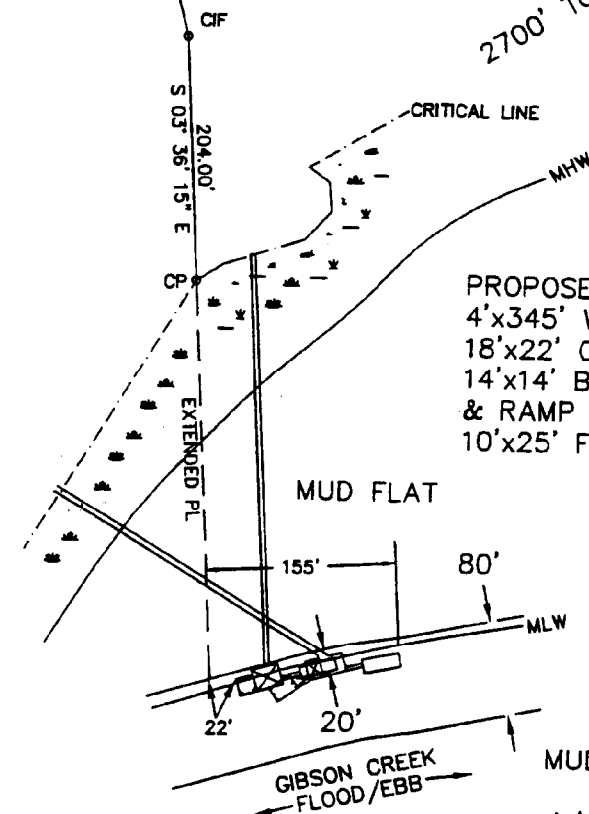 CIF
2700' TO
S 03° 36' 15" E
204.00'
CRITICAL LINE
MHW
CP
PROPOSE
4'x345' W
18'x22' C
14'x14' B
& RAMP
10'x25' F
EXTENDED PL
MUD FLAT
155'
80'
MLW
22'
20'
GIBSON CREEK
FLOOD/EBB
MUD